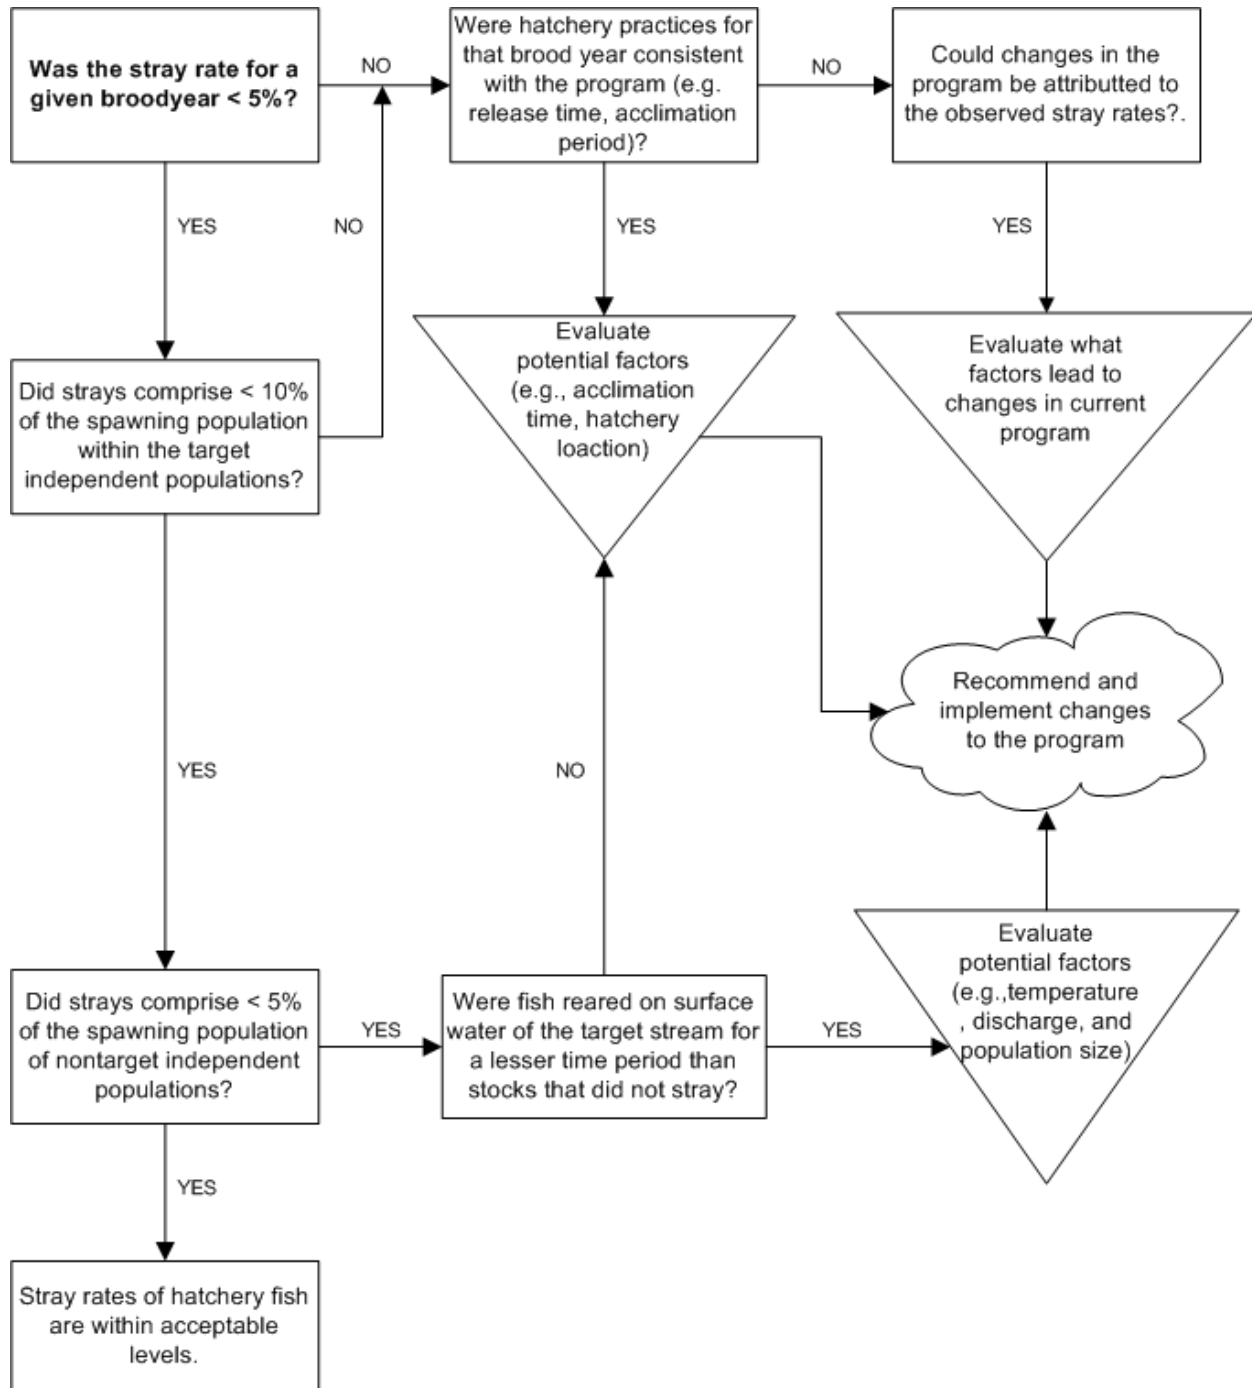 Was the stray rate for a
given broodyear < 5%?
NO
Were hatchery practices for
that brood year consistent
with the program (e.g.
release time, acclimation
period)?
NO
Could changes in the
program be attributted to
the observed stray rates?.
YES
NO
YES
YES
Did strays comprise < 10%
of the spawning population
within the target
independent populations?
Evaluate
potential factors
(e.g., acclimation
time, hatchery
loaction)
Evaluate what
factors lead to
changes in current
program
Recommend and
implement changes
to the program
YES
NO
Did strays comprise < 5%
of the spawning population
of nontarget independent
populations?
YES
Were fish reared on surface
water of the target stream for
a lesser time period than
stocks that did not stray?
YES
Evaluate
potential factors
(e.g.,temperature
, discharge, and
population size)
YES
Stray rates of hatchery fish
are within acceptable
levels.